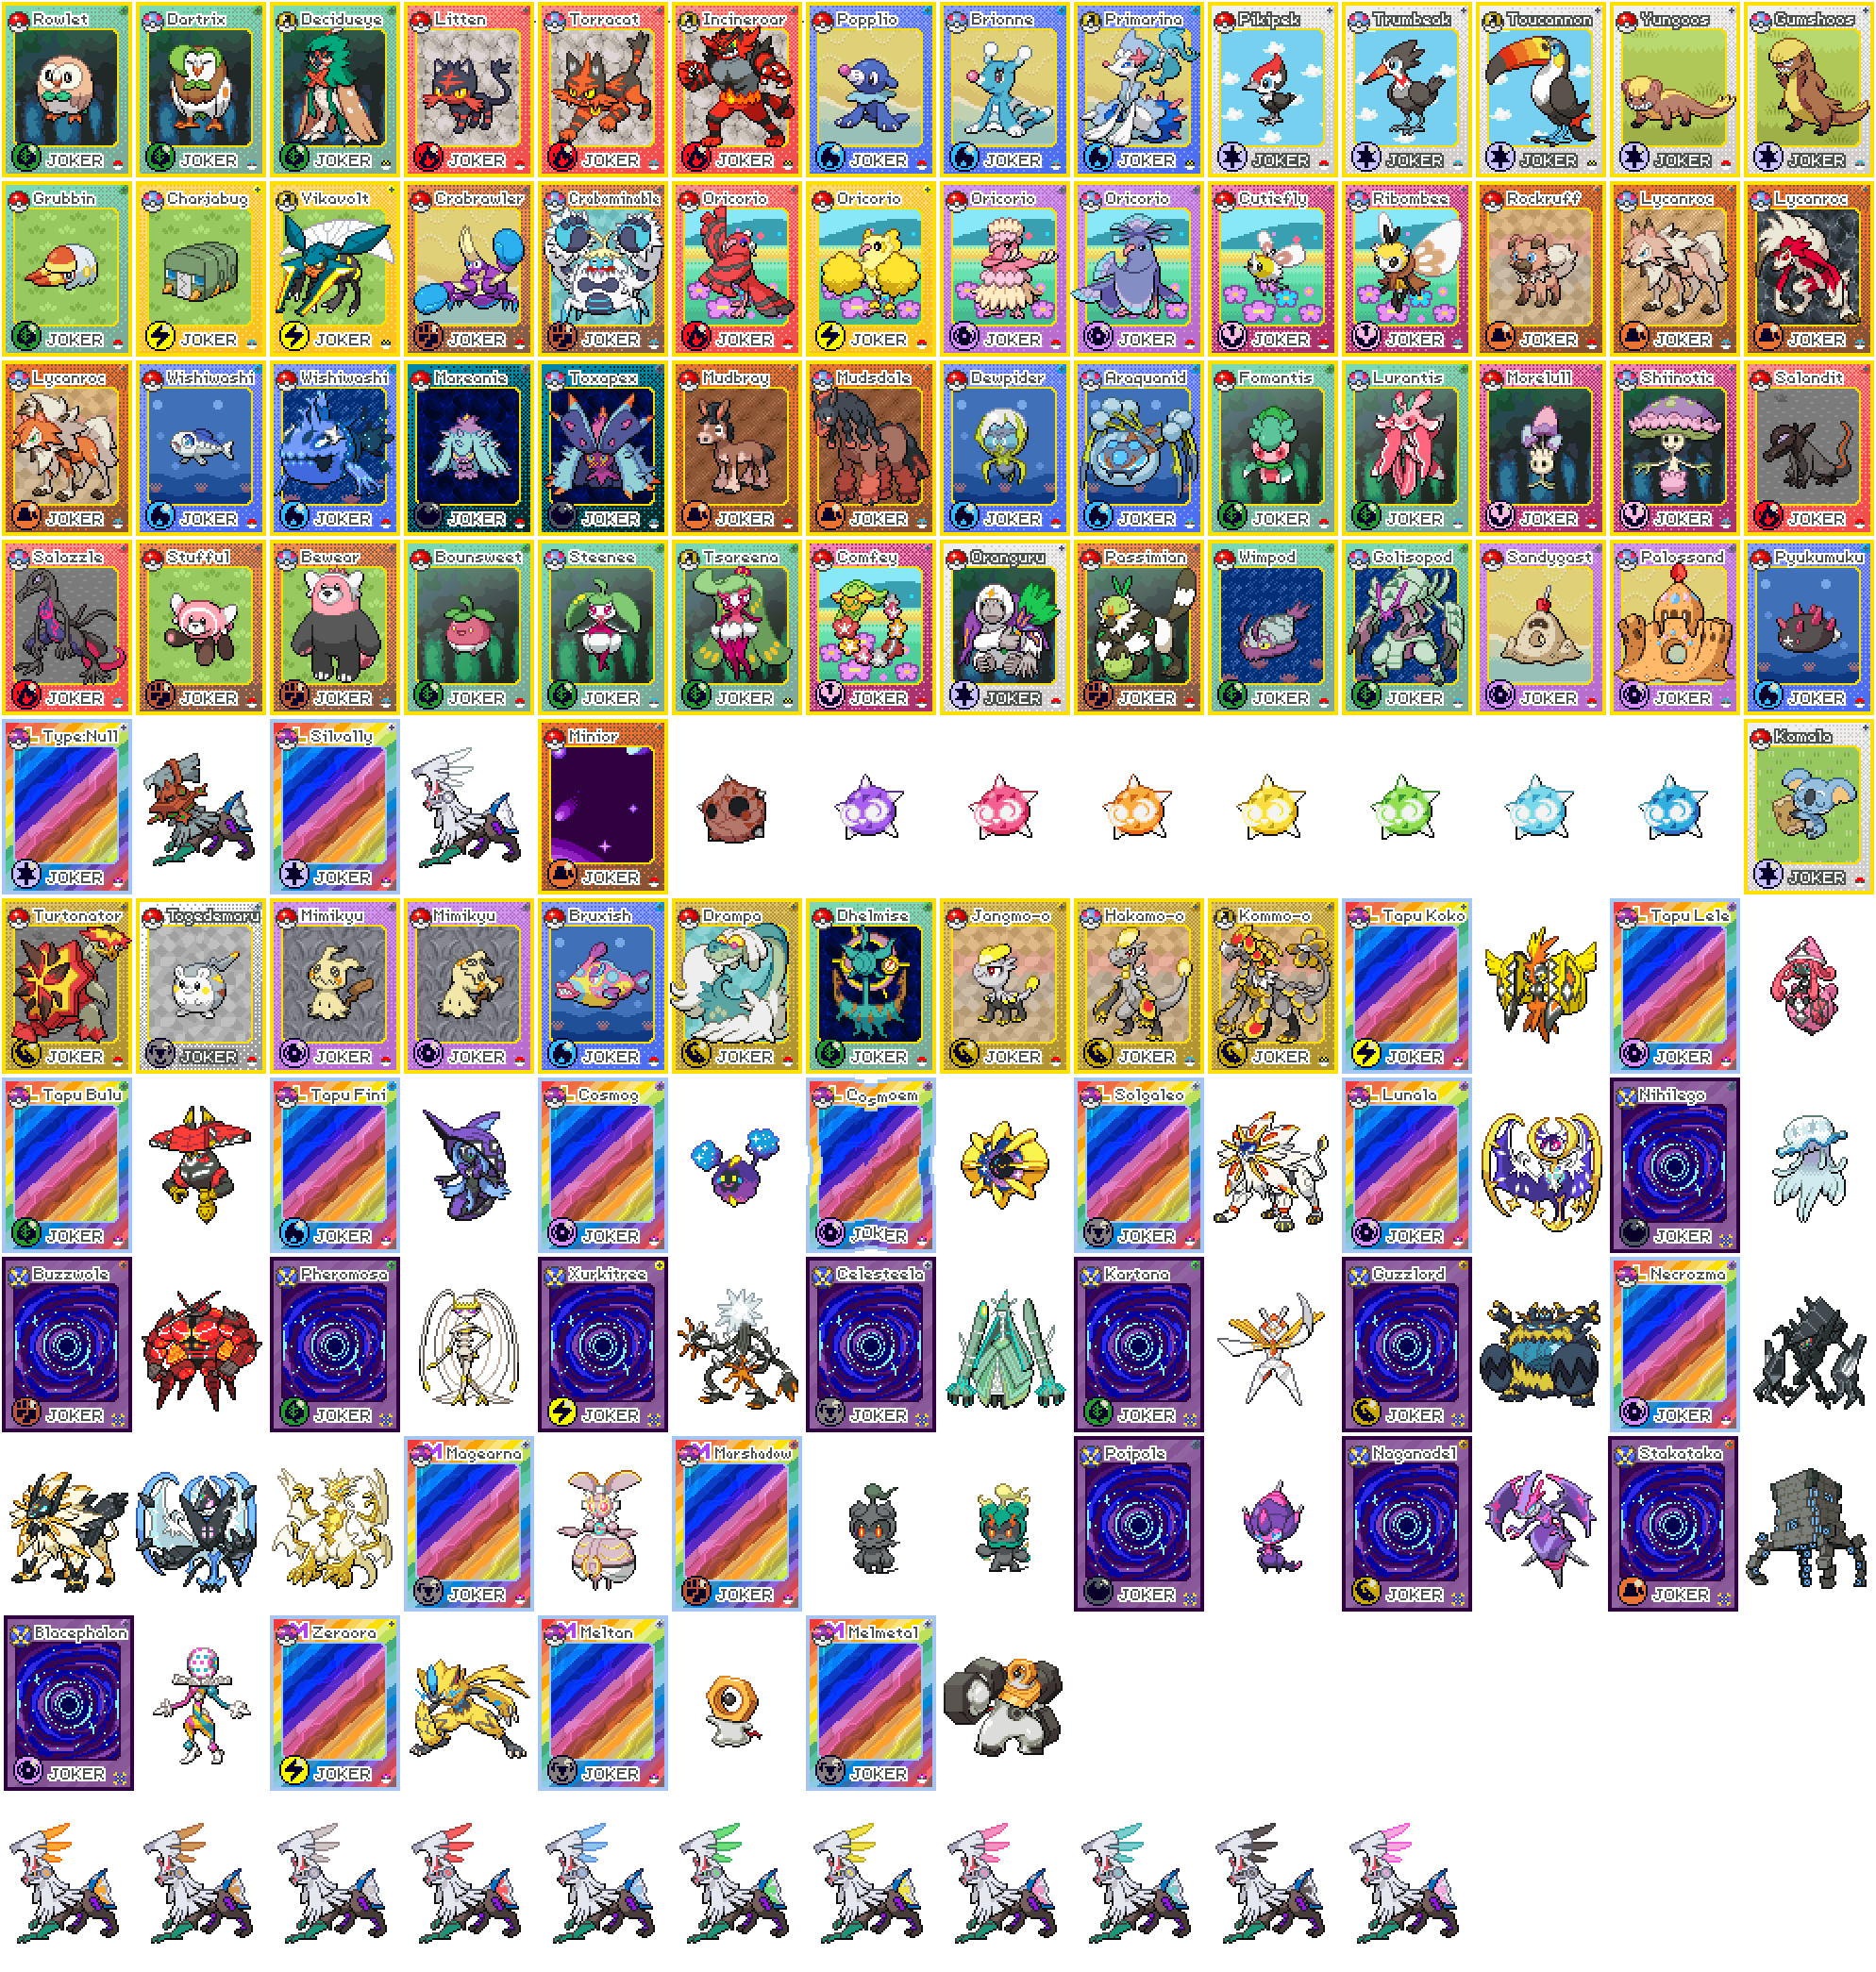 Rowlet Dartrix Decidueye Litten Torracat Incineroar Popplio Brionne Primarina Pikipek Trumbeak Toucannon Yungoos Gumshoos
JOKER JOKER JOKER JOKER JOKER JOKER JOKER JOKER JOKER JOKER JOKER JOKER JOKER JOKER
Grubbin Charjabug Vikavolt Crabrawler Crabominable Oricorio Oricorio Oricorio Oricorio Cutiefly Ribombee Rockruff Lycanroc Lycanroc
JOKER JOKER JOKER JOKER JOKER JOKER JOKER JOKER JOKER JOKER JOKER JOKER JOKER JOKER
Lycanroc Wishiwashi Wishiwashi Mareanie Toxapex Mudbray Mudsdale Dewpider Araquanid Fomantis Lurantis Morelull Shiinotic Salandit
JOKER JOKER JOKER JOKER JOKER JOKER JOKER JOKER JOKER JOKER JOKER JOKER JOKER JOKER
Salazzle Stufful Bewear Bounsweet Steenee Tsareena Comfey Oranguru Passimian Wimpod Golisopod Sandygast Palossand Pyukumuku
JOKER JOKER JOKER JOKER JOKER JOKER JOKER JOKER JOKER JOKER JOKER JOKER JOKER JOKER
Type:Null Silvally Minior Komala
JOKER JOKER JOKER JOKER
Turtonator Togedemaru Mimikyu Mimikyu Bruxish Drampa Dhelmise Jangmo-o Hakamo-o Kommo-o Tapu Koko Tapu Lele
JOKER JOKER JOKER JOKER JOKER JOKER JOKER JOKER JOKER JOKER JOKER JOKER
Tapu Bulu Tapu Fini Cosmog Cosmoem Solgaleo Lunala Nihilego
JOKER JOKER JOKER JOKER JOKER JOKER JOKER
Buzzwole Pheromosa Xurkitree Celesteela Kartana Guzzlord Necrozma
JOKER JOKER JOKER JOKER JOKER JOKER JOKER
M Magearna M Marshadow Poipole Naganadel Stakataka
JOKER JOKER JOKER JOKER JOKER
Blacephalon M Zeraora M Meltan M Melmetal
JOKER JOKER JOKER JOKER